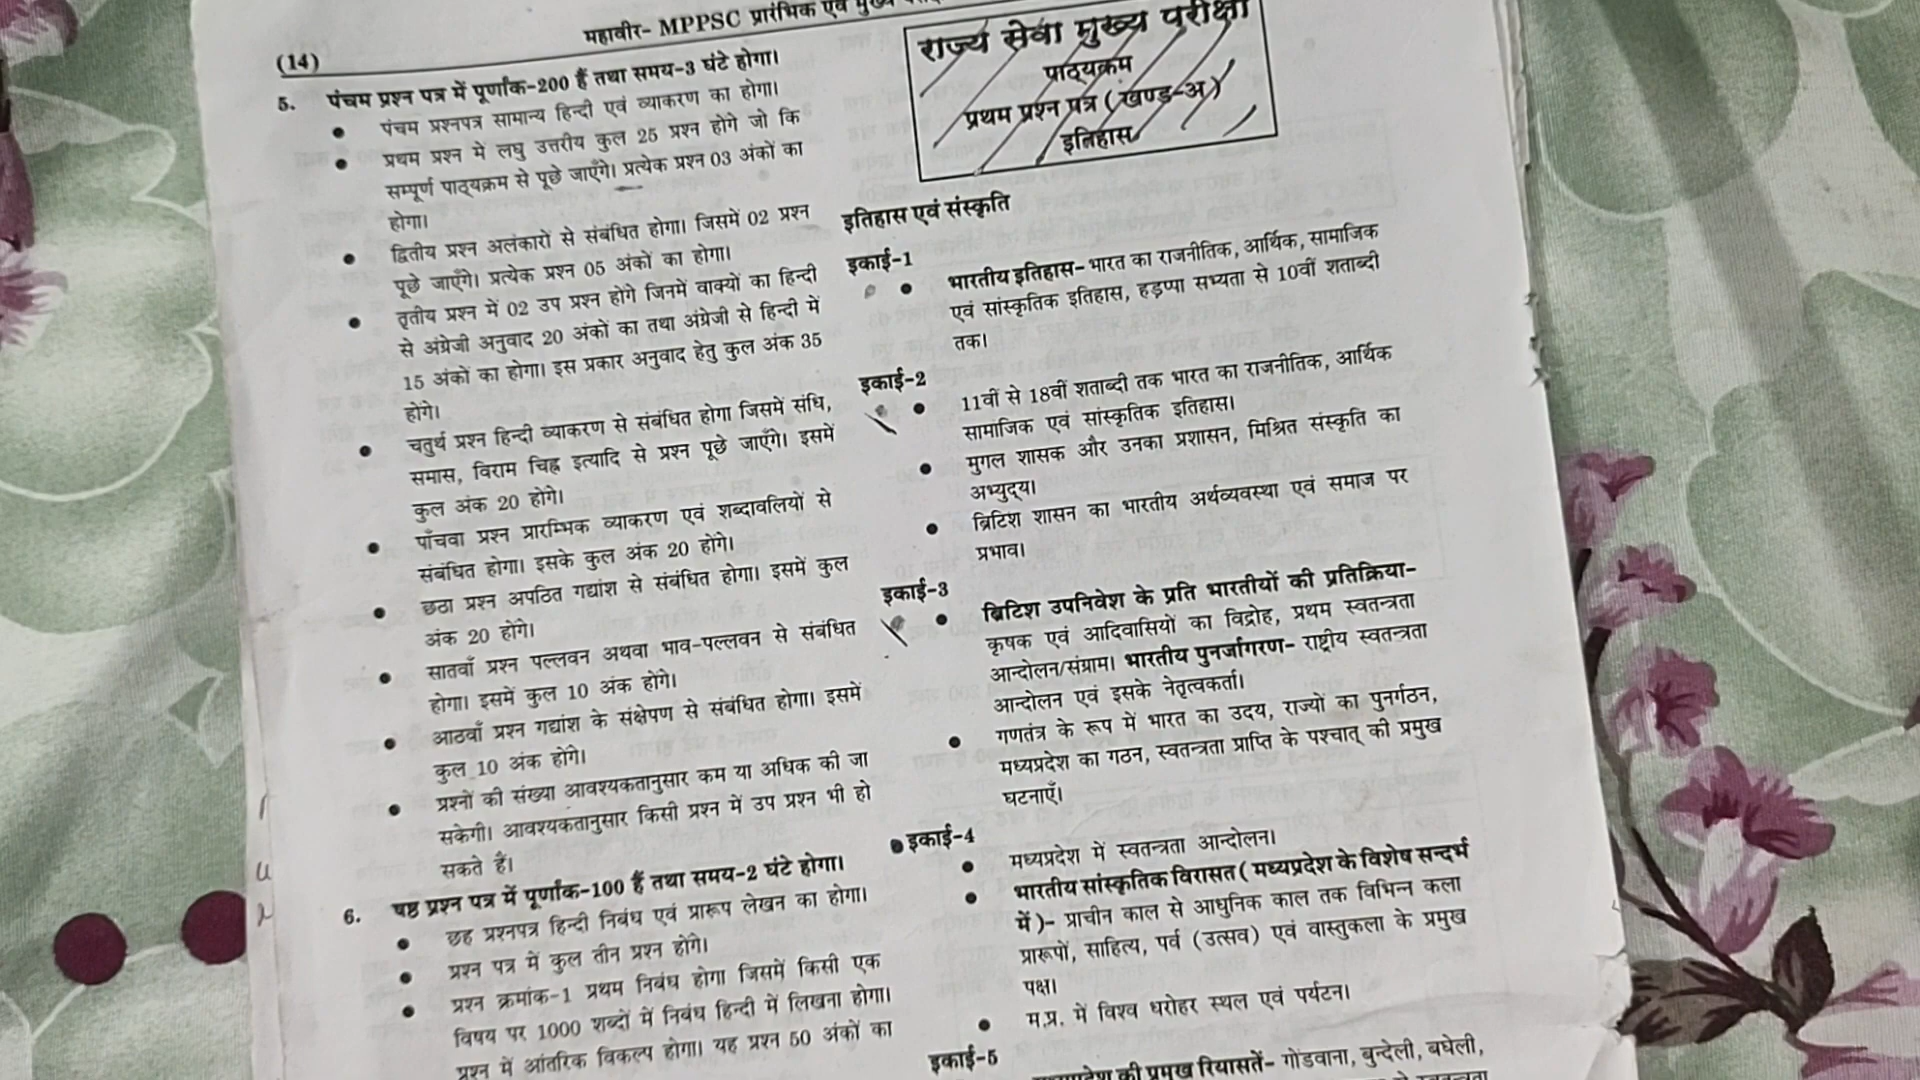 (14)
महावीर- MPPSC प्रारंभिक एवं मुख्य
5. पंचम प्रश्न पत्र में पूर्णांक-200 हैं तथा समय-3 घंटे होगा।
● पंचम प्रश्नपत्र सामान्य हिन्दी एवं व्याकरण का होगा।
● प्रथम प्रश्न में लघु उत्तरीय कुल 25 प्रश्न होगे जो कि
सम्पूर्ण पाठ्यक्रम से पूछे जाएँगे। प्रत्येक प्रश्न 03 अंकों का
होगा।
● द्वितीय प्रश्न अलंकारों से संबंधित होगा। जिसमें 02 प्रश्न
पूछे जाएँगे। प्रत्येक प्रश्न 05 अंकों का होगा।
● तृतीय प्रश्न में 02 उप प्रश्न होगे जिनमें वाक्यों का हिन्दी
से अंग्रेजी अनुवाद 20 अंकों का तथा अंग्रेजी से हिन्दी में
15 अंकों का होगा। इस प्रकार अनुवाद हेतु कुल अंक 35
होंगे।
● चतुर्थ प्रश्न हिन्दी व्याकरण से संबंधित होगा जिसमें संधि,
समास, विराम चिह्न इत्यादि से प्रश्न पूछे जाएँगे। इसमें
कुल अंक 20 होगे।
● पाँचवा प्रश्न प्रारम्भिक व्याकरण एवं शब्दावलियों से
संबंधित होगा। इसके कुल अंक 20 होंगे।
● छठा प्रश्न अपठित गद्यांश से संबंधित होगा। इसमें कुल
अंक 20 होंगे।
● सातवाँ प्रश्न पल्लवन अथवा भाव-पल्लवन से संबंधित
होगा। इसमें कुल 10 अंक होंगे।
● आठवाँ प्रश्न गद्यांश के संक्षेपण से संबंधित होगा। इसमें
कुल 10 अंक होंगे।
● प्रश्नों की संख्या आवश्यकतानुसार कम या अधिक की जा
सकेगी। आवश्यकतानुसार किसी प्रश्न में उप प्रश्न भी हो
सकते हैं।
6. षष्ठ प्रश्न पत्र में पूर्णांक-100 हैं तथा समय-2 घंटे होगा।
● छह प्रश्नपत्र हिन्दी निबंध एवं प्रारूप लेखन का होगा।
● प्रश्न पत्र में कुल तीन प्रश्न होंगे।
● प्रश्न क्रमांक-1 प्रथम निबंध होगा जिसमें किसी एक
विषय पर 1000 शब्दों में निबंध हिन्दी में लिखना होगा।
प्रश्न में आंतरिक विकल्प होगा। यह प्रश्न 50 अंकों का
राज्य सेवा मुख्य परीक्षा
पाठ्यक्रम
प्रथम प्रश्न पत्र (खण्ड-अ)
इतिहास
इतिहास एवं संस्कृति
इकाई-1
● भारतीय इतिहास- भारत का राजनीतिक, आर्थिक, सामाजिक
एवं सांस्कृतिक इतिहास, हड़प्पा सभ्यता से 10वीं शताब्दी
तक।
इकाई-2
● 11वीं से 18वीं शताब्दी तक भारत का राजनीतिक, आर्थिक
सामाजिक एवं सांस्कृतिक इतिहास।
● मुगल शासक और उनका प्रशासन, मिश्रित संस्कृति का
अभ्युद्य।
● ब्रिटिश शासन का भारतीय अर्थव्यवस्था एवं समाज पर
प्रभाव।
इकाई-3
● ब्रिटिश उपनिवेश के प्रति भारतीयों की प्रतिक्रिया-
कृषक एवं आदिवासियों का विद्रोह, प्रथम स्वतन्त्रता
आन्दोलन/संग्राम। भारतीय पुनर्जागरण- राष्ट्रीय स्वतन्त्रता
आन्दोलन एवं इसके नेतृत्वकर्ता।
● गणतंत्र के रूप में भारत का उदय, राज्यों का पुनर्गठन,
मध्यप्रदेश का गठन, स्वतन्त्रता प्राप्ति के पश्चात् की प्रमुख
घटनाएँ।
इकाई-4
● मध्यप्रदेश में स्वतन्त्रता आन्दोलन।
● भारतीय सांस्कृतिक विरासत (मध्यप्रदेश के विशेष सन्दर्भ
में)- प्राचीन काल से आधुनिक काल तक विभिन्न कला
प्रारूपों, साहित्य, पर्व (उत्सव) एवं वास्तुकला के प्रमुख
पक्ष।
● म.प्र. में विश्व धरोहर स्थल एवं पर्यटन।
इकाई-5
की प्रमुख रियासतें- गोंडवाना, बुन्देली, बघेली,